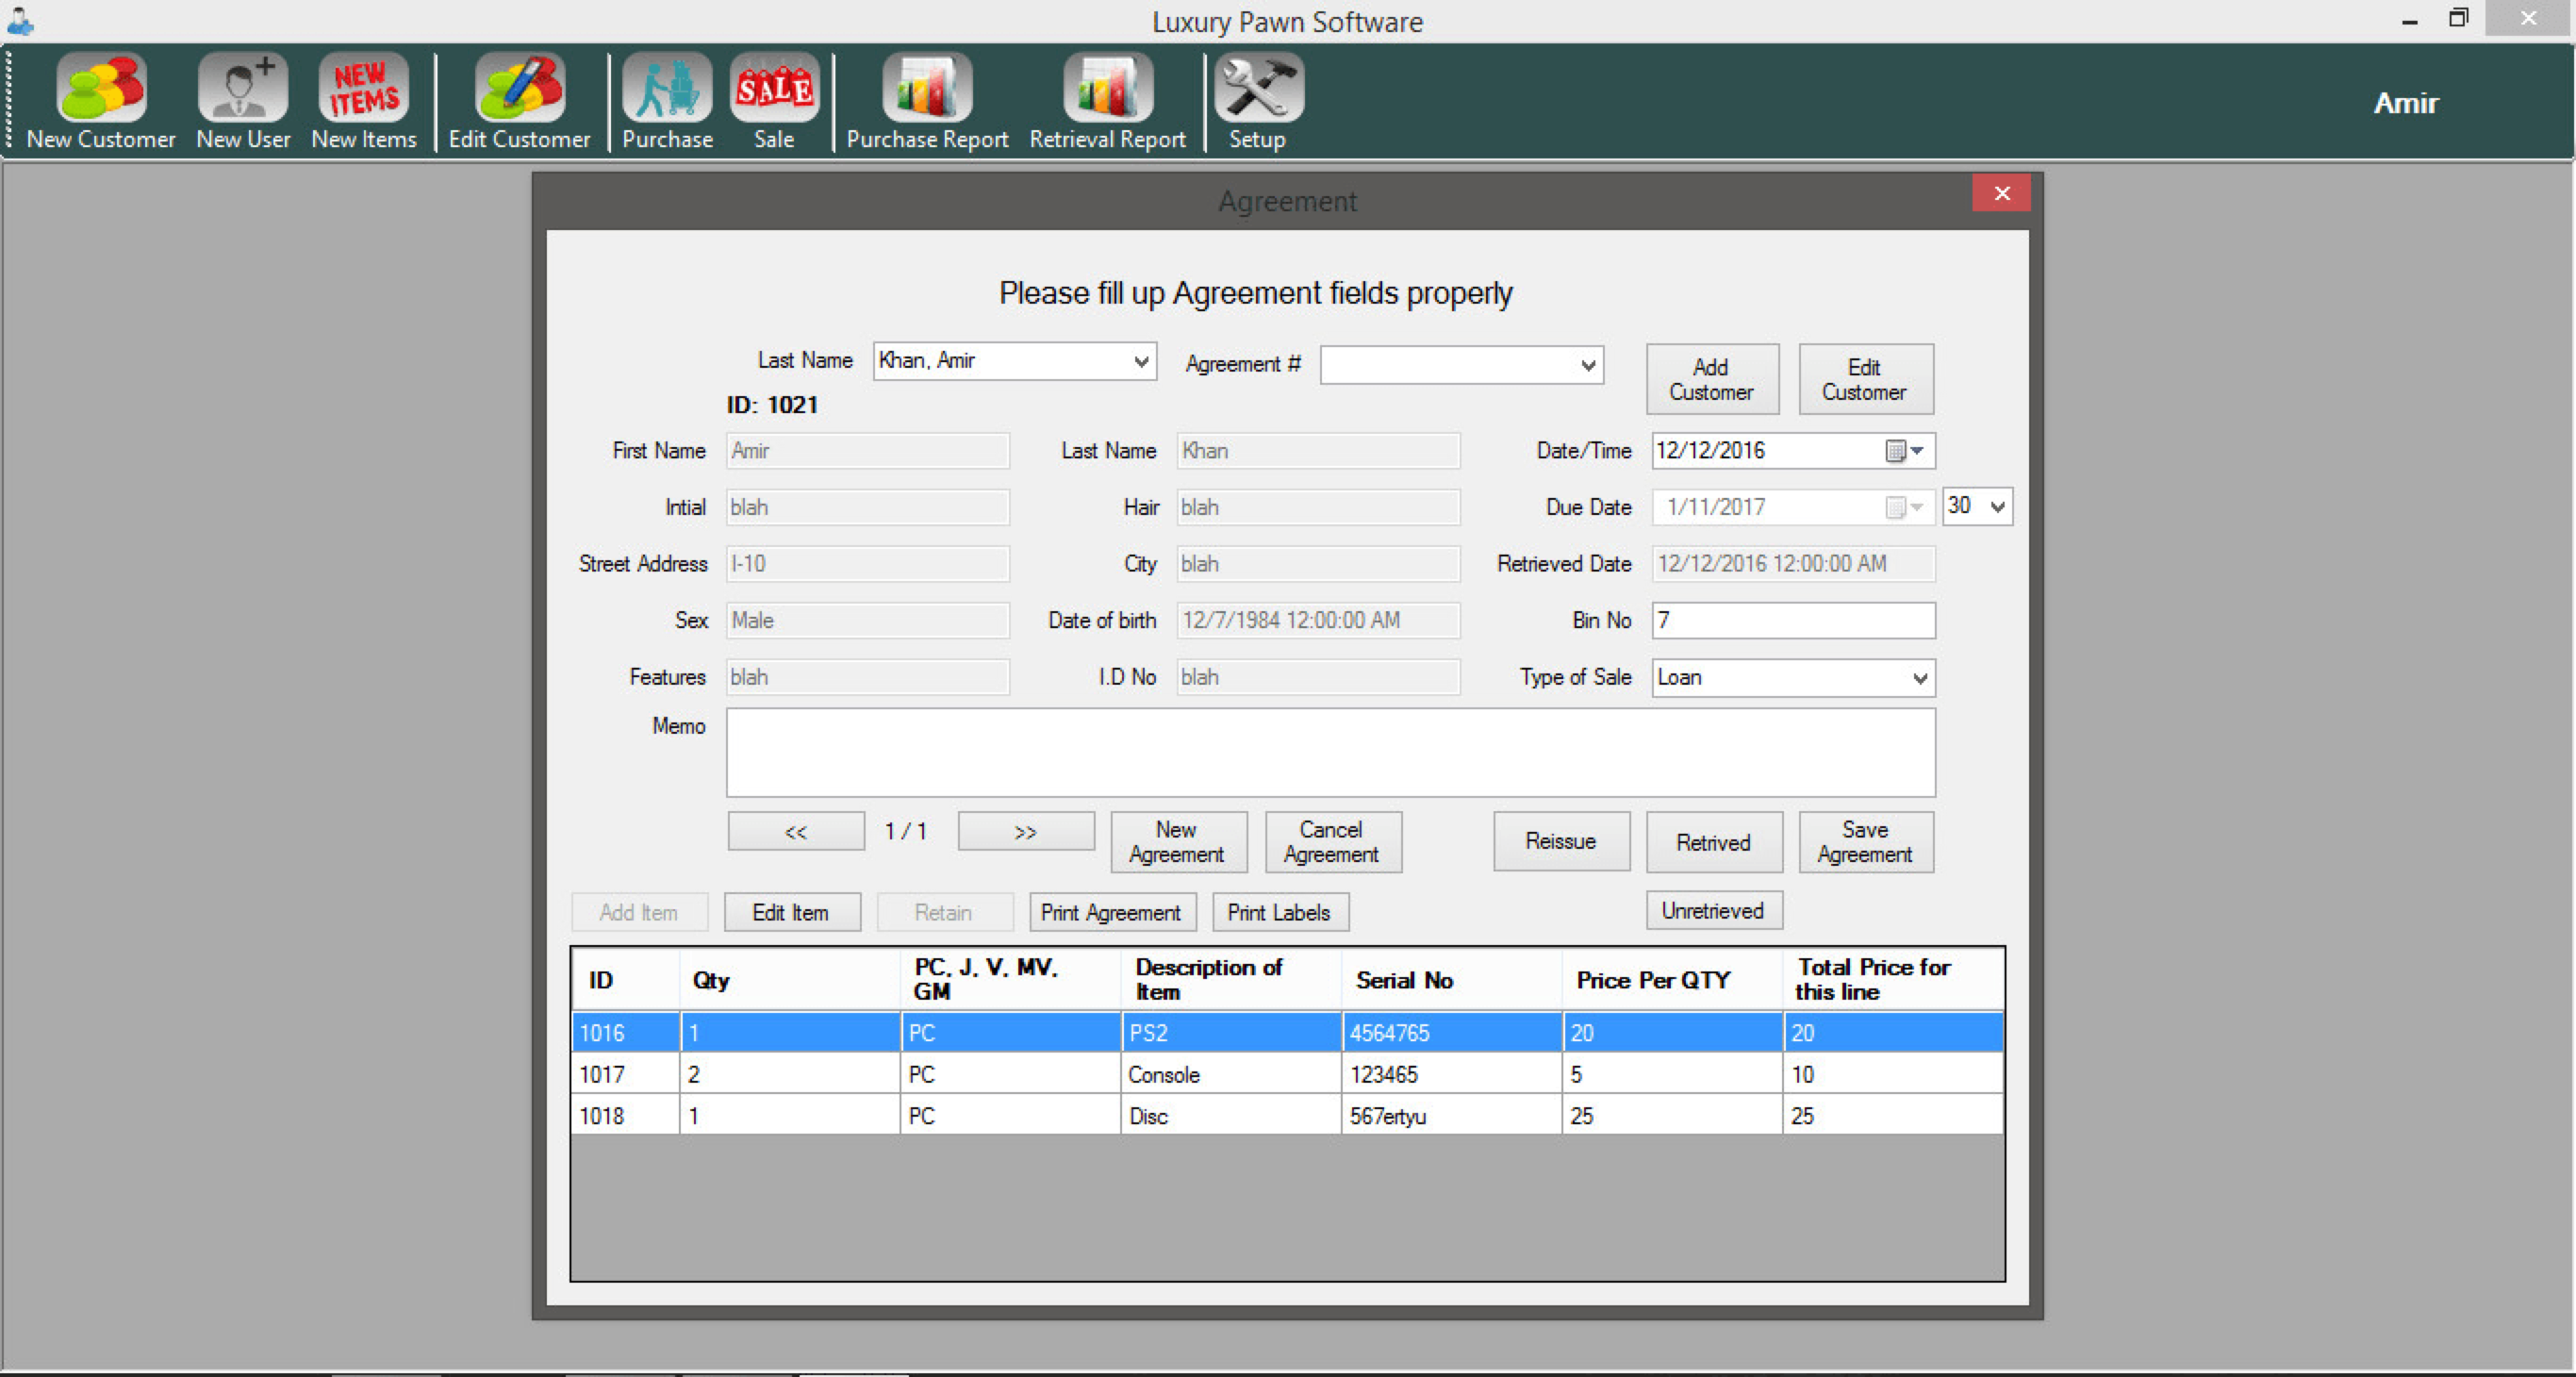 Luxury Pawn Software
New Customer New User New Items Edit Customer Purchase Sale Purchase Report Retrieval Report Setup
NEW ITEMS
SALE
Amir
Agreement
Please fill up Agreement fields properly
Last Name Khan, Amir Agreement # Add Customer Edit Customer
ID: 1021
First Name Amir Last Name Khan Date/Time 12/12/2016
Intial blah Hair blah Due Date 1/11/2017 30
Street Address I-10 City blah Retrieved Date 12/12/2016 12:00:00 AM
Sex Male Date of birth 12/7/1984 12:00:00 AM Bin No 7
Features blah I.D No blah Type of Sale Loan
Memo
<< 1 / 1 >> New Agreement Cancel Agreement Reissue Retrived Save Agreement
Add Item Edit Item Retain Print Agreement Print Labels Unretrieved
ID Qty PC, J, V, MV, GM Description of Item Serial No Price Per QTY Total Price for this line
1016 1 PC PS2 4564765 20 20
1017 2 PC Console 123465 5 10
1018 1 PC Disc 567ertyu 25 25